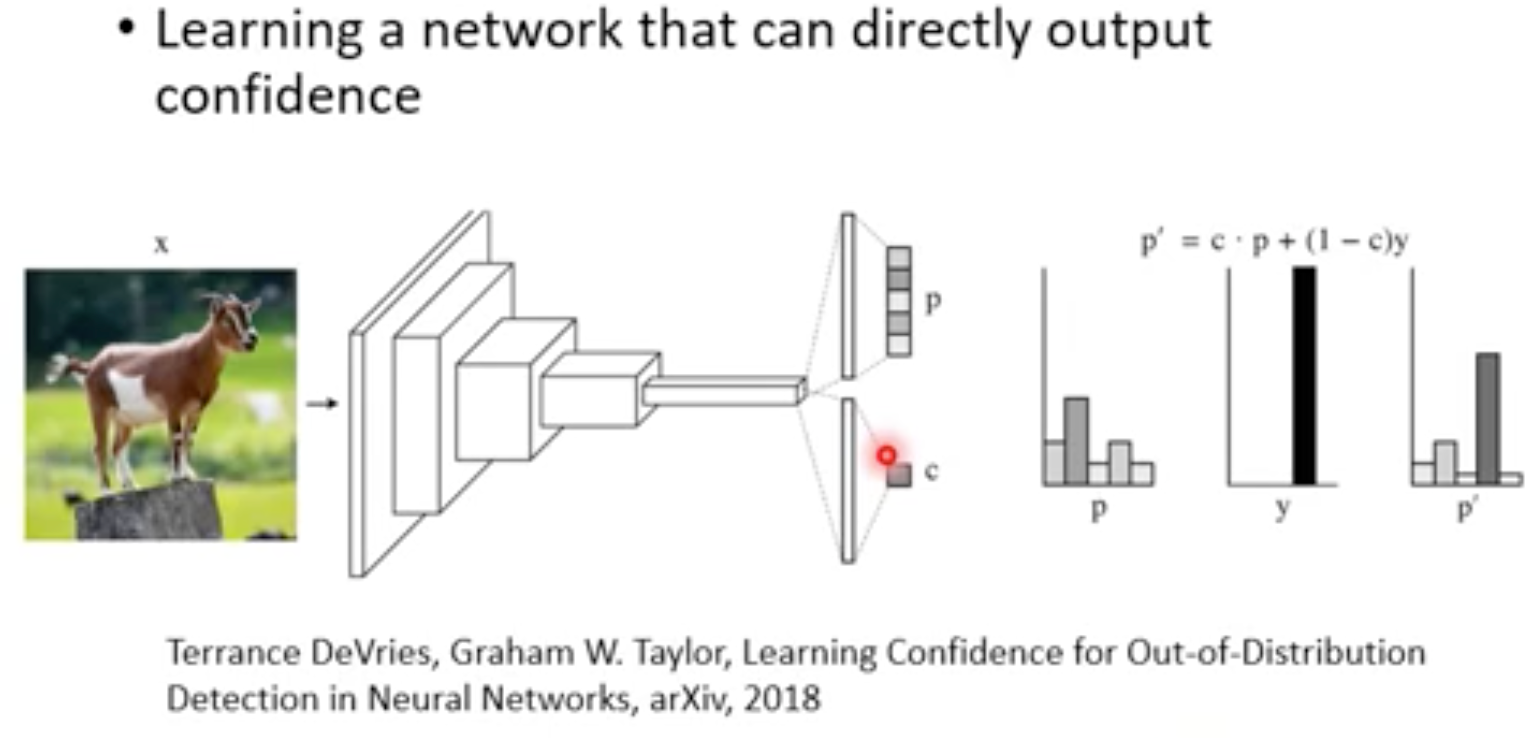 • Learning a network that can directly output
confidence
x
p
c
p′ = c · p + (1 − c)y
p
y
p′
Terrance DeVries, Graham W. Taylor, Learning Confidence for Out-of-Distribution
Detection in Neural Networks, arXiv, 2018